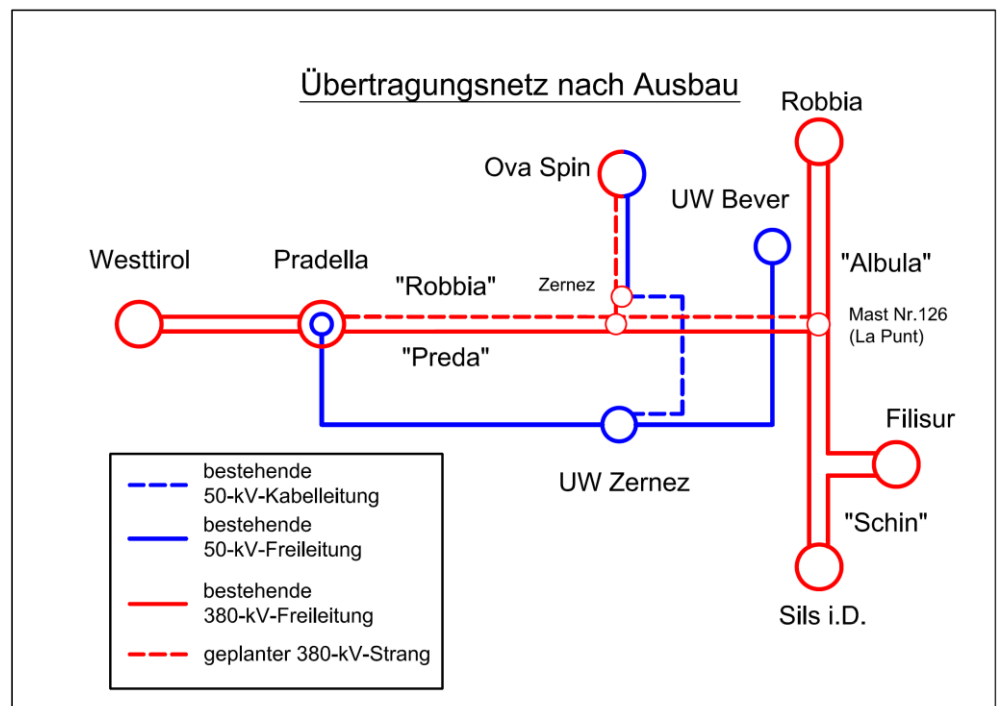 Übertragungsnetz nach Ausbau
Robbia
Ova Spin
UW Bever
Westtirol
Pradella
"Robbia"
Zernez
"Albula"
Mast Nr.126
(La Punt)
"Preda"
Filisur
UW Zernez
"Schin"
Sils i.D.
bestehende
50-kV-Kabelleitung
bestehende
50-kV-Freileitung
bestehende
380-kV-Freileitung
geplanter 380-kV-Strang